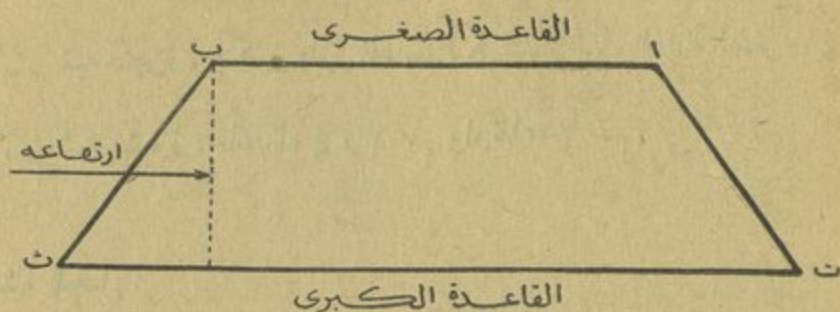 القاعدة الصغرى
ا
ب
ارتفاعه
ث
ت
القاعدة الكبرى